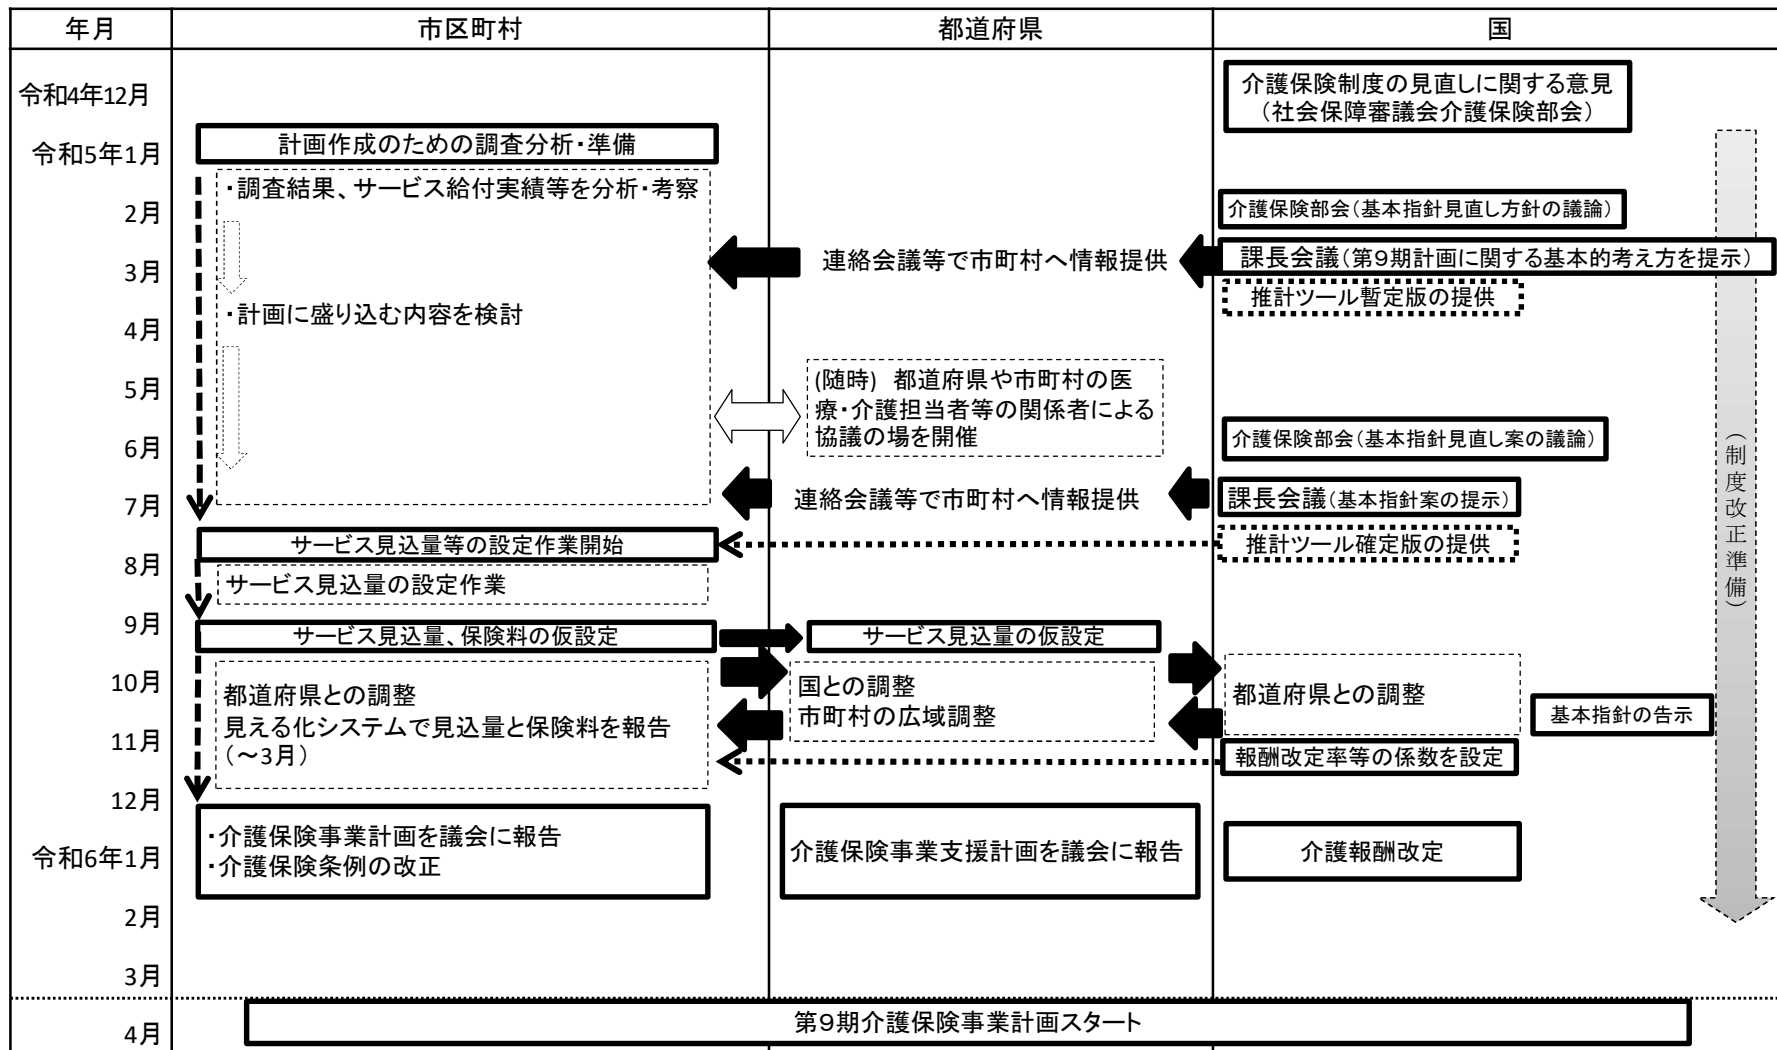 年月
市区町村
都道府県
国
令和4年12月
介護保険制度の見直しに関する意見
（社会保障審議会介護保険部会）
計画作成のための調査分析・準備
令和5年1月
・調査結果、サービス給付実績等を分析・考察
2月
介護保険部会（基本指針見直し方針の議論）
連絡会議等で市町村へ情報提供
課長会議（第９期計画に関する基本的考え方を提示）
3月
推計ツール暫定版の提供
・計画に盛り込む内容を検討
4月
5月
(随時)　都道府県や市町村の医
療・介護担当者等の関係者による
協議の場を開催
6月
介護保険部会（基本指針見直し案の議論）
（制度改正準備）
7月
連絡会議等で市町村へ情報提供
課長会議（基本指針案の提示）
サービス見込量等の設定作業開始
推計ツール確定版の提供
8月
サービス見込量の設定作業
9月
サービス見込量、保険料の仮設定
サービス見込量の仮設定
10月
都道府県との調整
見える化システムで見込量と保険料を報告
（～3月）
国との調整
市町村の広域調整
都道府県との調整
基本指針の告示
11月
報酬改定率等の係数を設定
12月
・介護保険事業計画を議会に報告
・介護保険条例の改正
介護保険事業支援計画を議会に報告
介護報酬改定
令和6年1月
2月
3月
4月
第９期介護保険事業計画スタート